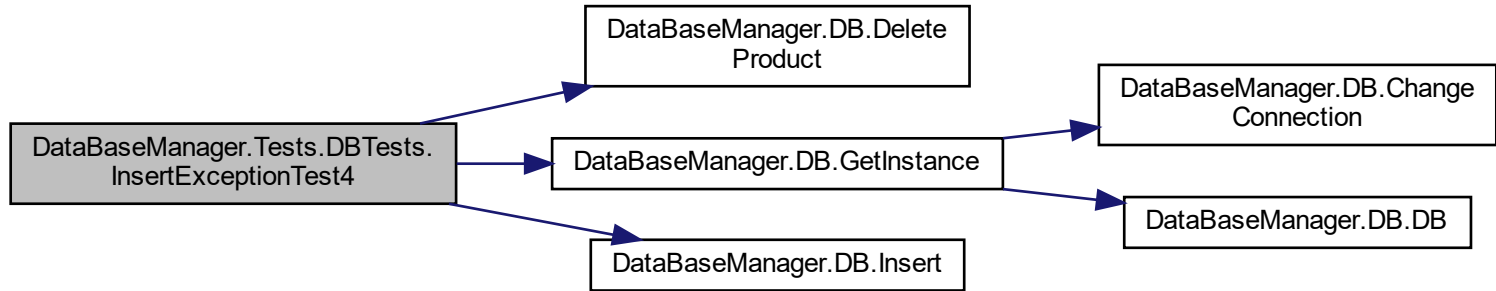 DataBaseManager.Tests.DBTests.
InsertExceptionTest4
DataBaseManager.DB.Delete
Product
DataBaseManager.DB.GetInstance
DataBaseManager.DB.Insert
DataBaseManager.DB.Change
Connection
DataBaseManager.DB.DB